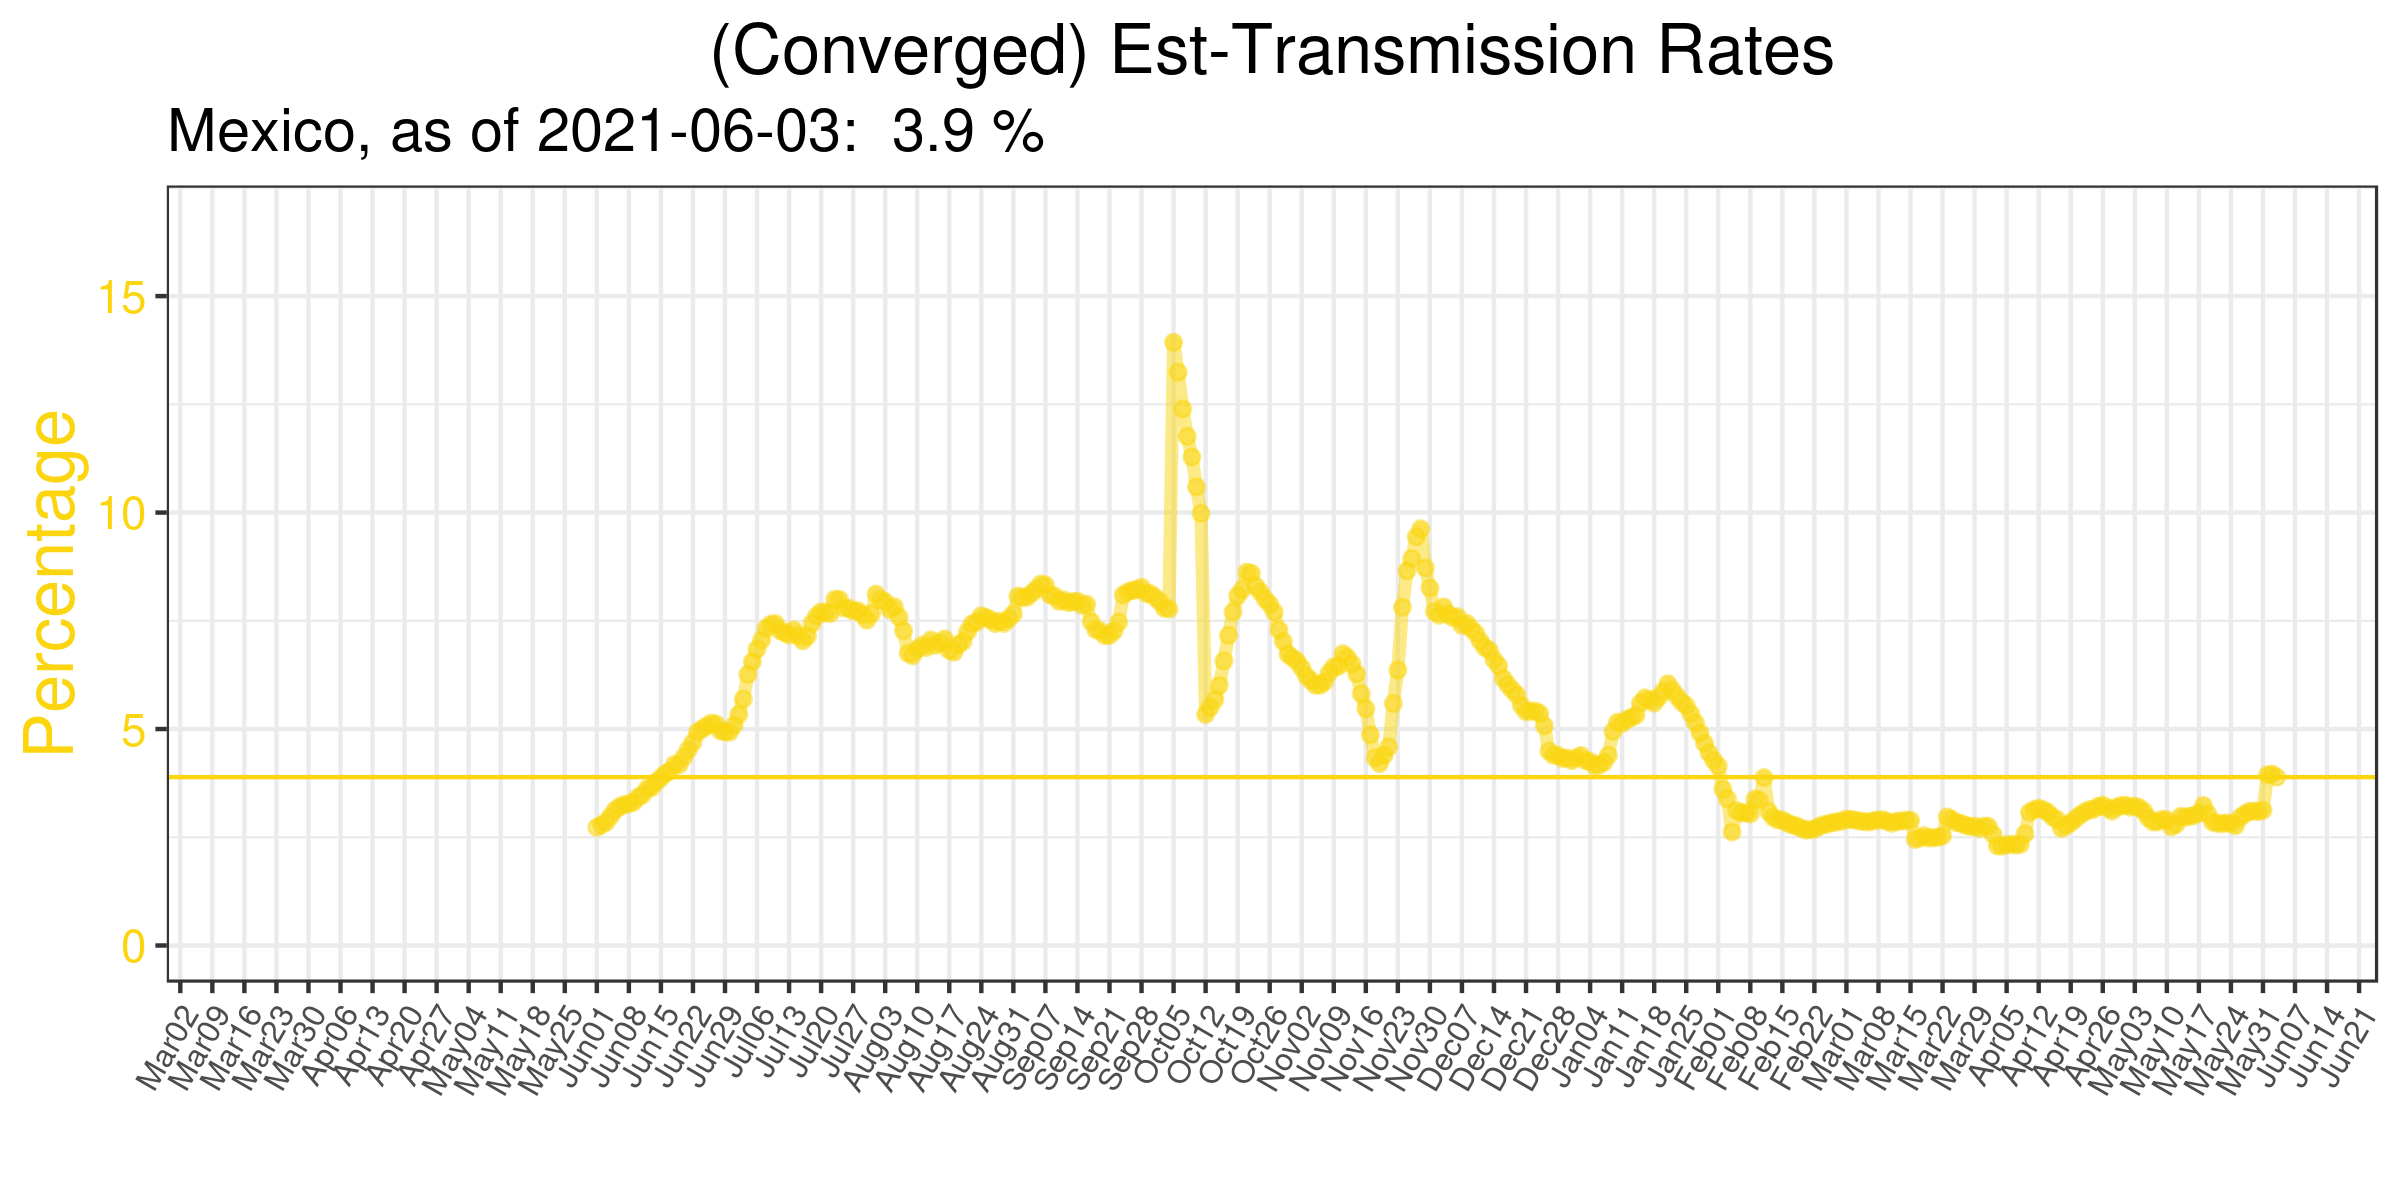 (Converged) Est-Transmission Rates
Mexico, as of 2021-06-03:  3.9 %
Percentage
15
10
5
0
Mar02
Mar09
Mar16
Mar23
Mar30
Apr06
Apr13
Apr20
Apr27
May04
May11
May18
May25
Jun01
Jun08
Jun15
Jun22
Jun29
Jul06
Jul13
Jul20
Jul27
Aug03
Aug10
Aug17
Aug24
Aug31
Sep07
Sep14
Sep21
Sep28
Oct05
Oct12
Oct19
Oct26
Nov02
Nov09
Nov16
Nov23
Nov30
Dec07
Dec14
Dec21
Dec28
Jan04
Jan11
Jan18
Jan25
Feb01
Feb08
Feb15
Feb22
Mar01
Mar08
Mar15
Mar22
Mar29
Apr05
Apr12
Apr19
Apr26
May03
May10
May17
May24
May31
Jun07
Jun14
Jun21